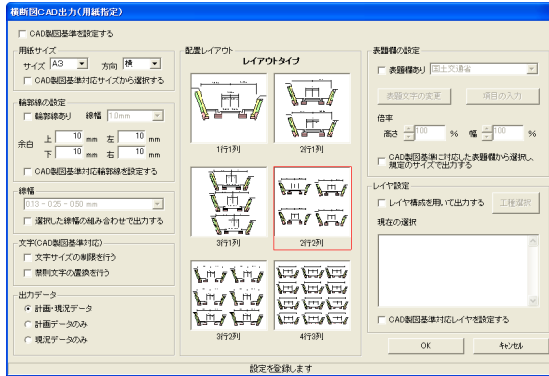 横断図CAD出力(用紙指定)
CAD製図基準を設定する
用紙サイズ
サイズ A3 方向 横
CAD製図基準対応サイズから選択する
輪郭線の設定
輪郭線あり 線幅 1.0mm
余白 上 10 mm 左 10 mm
下 10 mm 右 10 mm
CAD製図基準対応輪郭線を設定する
線幅
013 - 025 - 050 mm
選択した線幅の組み合わせで出力する
文字(CAD製図基準対応)
文字サイズの制限を行う
禁則文字の置換を行う
出力データ
計画・現況データ
計画データのみ
現況データのみ
配置レイアウト
レイアウトタイプ
1行1列 2行1列
3行1列 2行2列
3行2列 4行3列
表題欄の設定
表題欄あり 国土交通省
表題文字の変更 項目の入力
倍率
高さ 100 % 幅 100 %
CAD製図基準に対応した表題欄から選択し、
規定のサイズで出力する
レイヤ設定
レイヤ構成を用いて出力する 工種選択
現在の選択
CAD製図基準対応レイヤを設定する
OK キャンセル
設定を登録します